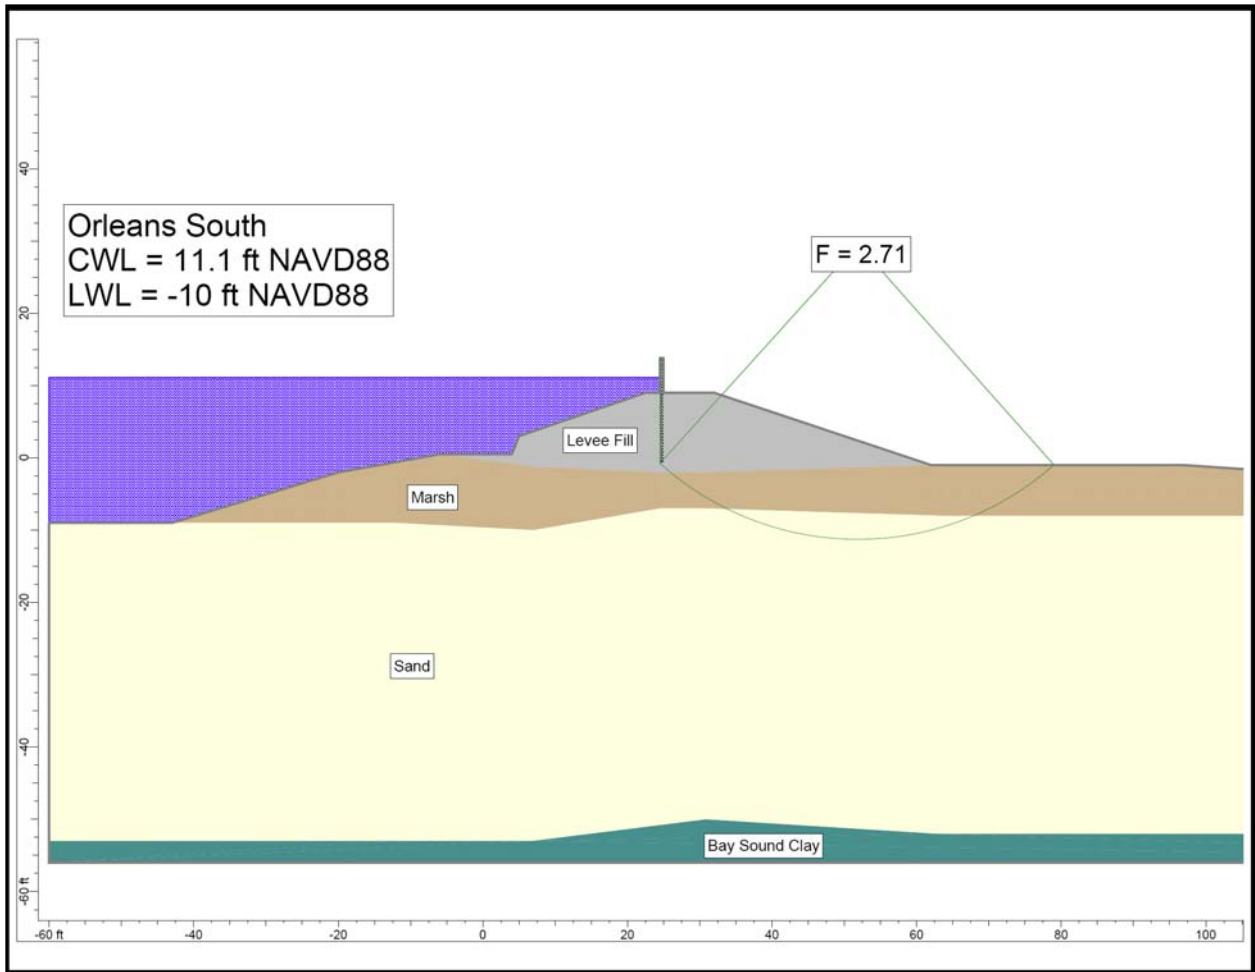 Orleans South
CWL = 11.1 ft NAVD88
LWL = -10 ft NAVD88
F = 2.71
Levee Fill
Marsh
Sand
Bay Sound Clay
40
20
0
-20
-40
-60 ft
-60 ft
-40
-20
0
20
40
60
80
100